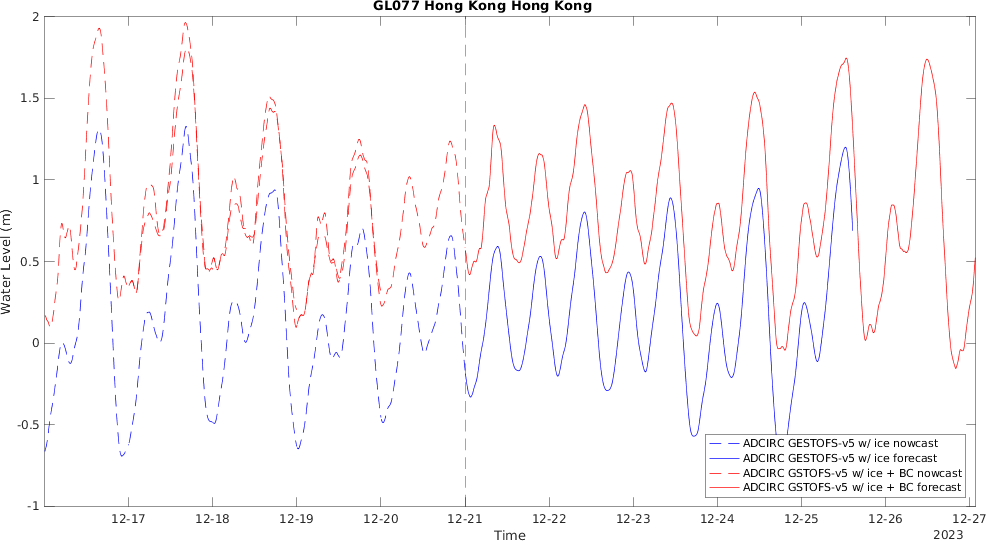 GL077 Hong Kong Hong Kong
2
1.5
1
0.5
0
-0.5
-1
Water Level (m)
12-17
12-18
12-19
12-20
12-21
12-22
12-23
12-24
12-25
12-26
12-27
Time
2023
ADCIRC GESTOFS-v5 w/ ice nowcast
ADCIRC GESTOFS-v5 w/ ice forecast
ADCIRC GSTOFS-v5 w/ ice + BC nowcast
ADCIRC GSTOFS-v5 w/ ice + BC forecast